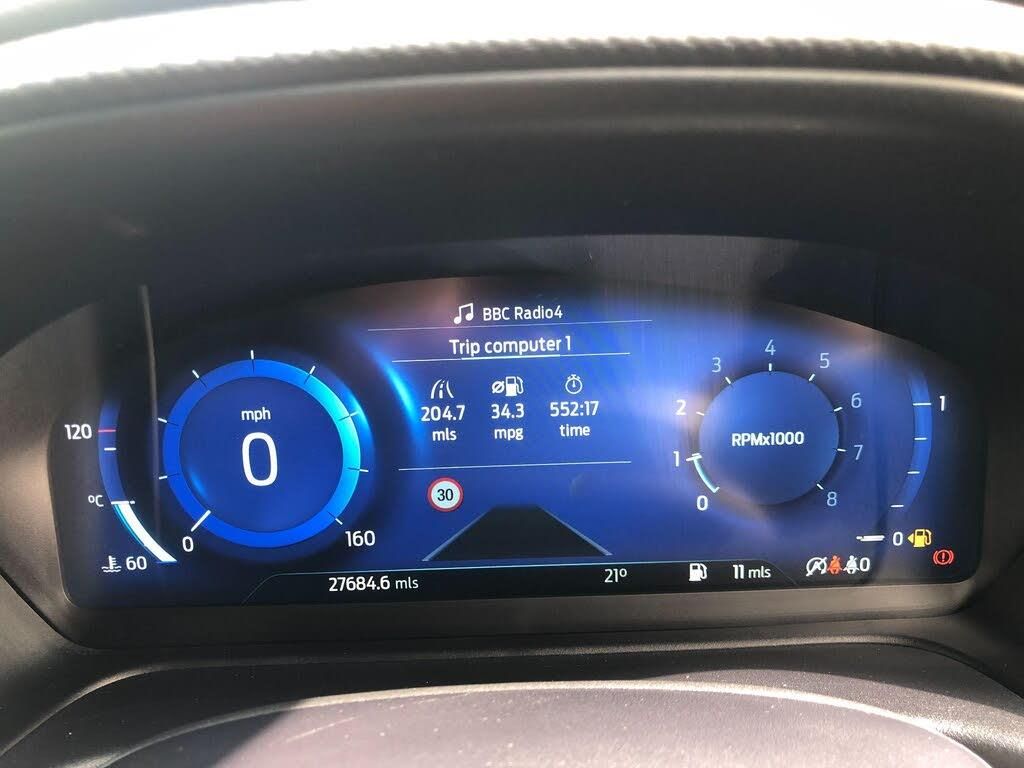 BBC Radio4
Trip computer 1
204.7 34.3 552:17
mls mpg time
30
120
°C
60
mph
0
0
160
RPMx1000
0
1
2
3
4
5
6
7
8
1
0
27684.6 mls
21°
11 mls
0